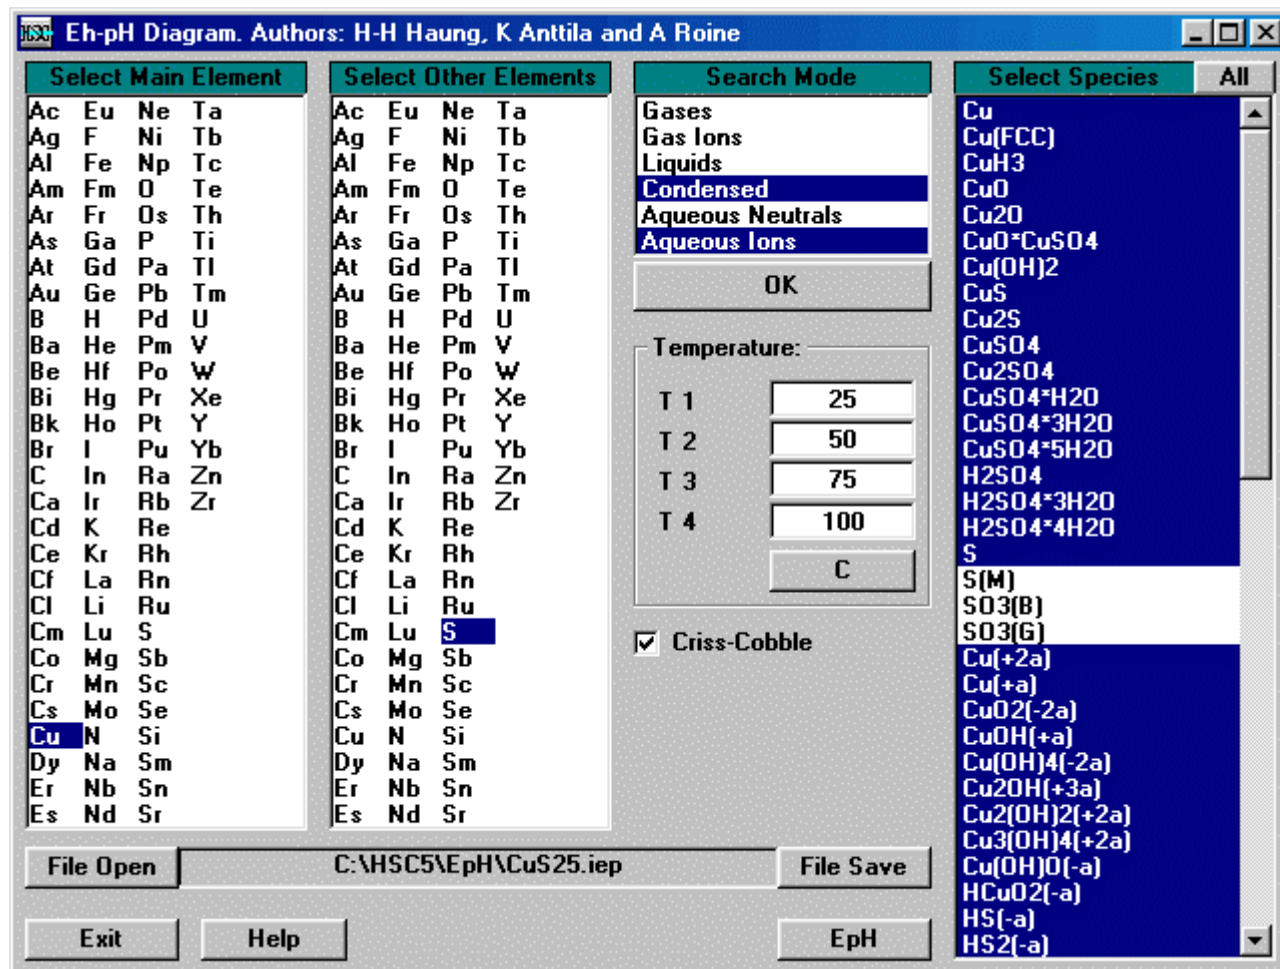 HSC Eh-pH Diagram. Authors: H-H Haung, K Anttila and A Roine
Select Main Element
Ac Eu Ne Ta
Ag F Ni Tb
Al Fe Np Tc
Am Fm O Te
Ar Fr Os Th
As Ga P Ti
At Gd Pa Tl
Au Ge Pb Tm
B H Pd U
Ba He Pm V
Be Hf Po W
Bi Hg Pr Xe
Bk Ho Pt Y
Br I Pu Yb
C In Ra Zn
Ca Ir Rb Zr
Cd K Re
Ce Kr Rh
Cf La Rn
Cl Li Ru
Cm Lu S
Co Mg Sb
Cr Mn Sc
Cs Mo Se
Cu N Si
Dy Na Sm
Er Nb Sn
Es Nd Sr
Select Other Elements
Ac Eu Ne Ta
Ag F Ni Tb
Al Fe Np Tc
Am Fm O Te
Ar Fr Os Th
As Ga P Ti
At Gd Pa Tl
Au Ge Pb Tm
B H Pd U
Ba He Pm V
Be Hf Po W
Bi Hg Pr Xe
Bk Ho Pt Y
Br I Pu Yb
C In Ra Zn
Ca Ir Rb Zr
Cd K Re
Ce Kr Rh
Cf La Rn
Cl Li Ru
Cm Lu S
Co Mg Sb
Cr Mn Sc
Cs Mo Se
Cu N Si
Dy Na Sm
Er Nb Sn
Es Nd Sr
Search Mode
Gases
Gas Ions
Liquids
Condensed
Aqueous Neutrals
Aqueous Ions
OK
Temperature:
T 1 25
T 2 50
T 3 75
T 4 100
C
Criss-Cobble
Select Species All
Cu
Cu(FCC)
CuH3
CuO
Cu2O
CuO*CuSO4
Cu(OH)2
CuS
Cu2S
CuSO4
Cu2SO4
CuSO4*H2O
CuSO4*3H2O
CuSO4*5H2O
H2SO4
H2SO4*3H2O
H2SO4*4H2O
S
S(M)
SO3(B)
SO3(G)
Cu(+2a)
Cu(+a)
CuO2(-2a)
CuOH(+a)
Cu(OH)4(-2a)
Cu2OH(+3a)
Cu2(OH)2(+2a)
Cu3(OH)4(+2a)
Cu(OH)O(-a)
HCuO2(-a)
HS(-a)
HS2(-a)
File Open C:\HSC5\EpH\CuS25.iep File Save
Exit Help EpH